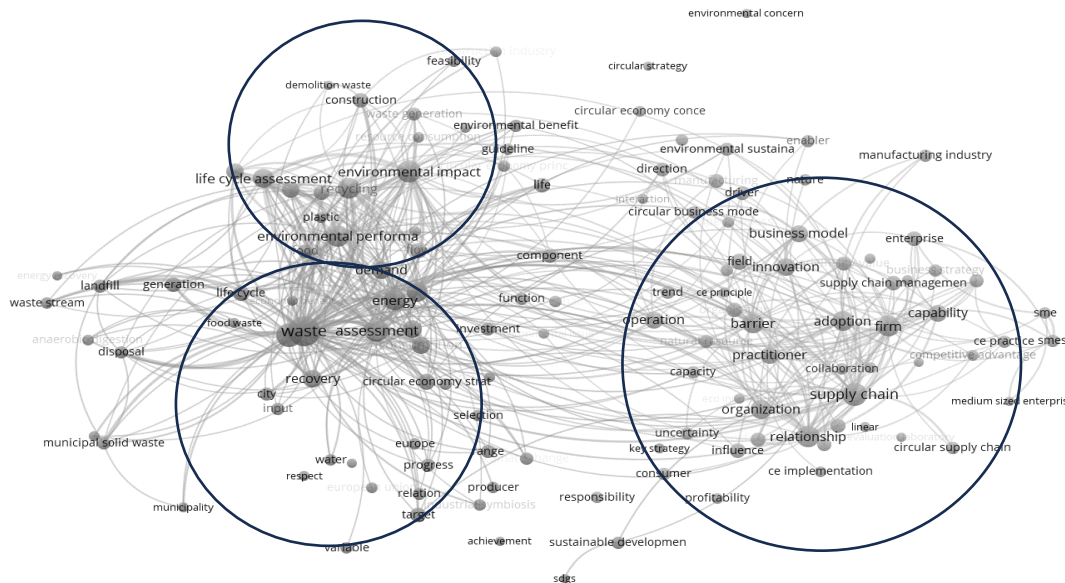 environmental concern
feasibility
circular strategy
demolition waste
construction
waste generation
circular economy conce
environmental benefit
guideline
environmental sustaina
enabler
manufacturing industry
direction
life cycle assessment
environmental impact
recycling
life
manufacturing
nature
driver
interaction
circular business mode
plastic
environmental performa
business model
enterprise
food
flow
component
demand
field
innovation
business strategy
supply chain managemen
energy recovery
landfill
generation
life cycle
energy
function
trend
ce principle
waste stream
capability
sme
food waste
waste
assessment
investment
operation
barrier
adoption
firm
anaerobic digestion
disposal
natural resource
practitioner
ce practice
smes
competitive advantage
recovery
circular economy strat
capacity
collaboration
city
input
selection
supply chain
medium sized enterpris
organization
municipal solid waste
europe
range
uncertainty
relationship
linear
key strategy
influence
circular supply chain
water
progress
respect
consumer
ce implementation
relation
producer
responsibility
profitability
municipality
target
industrial symbiosis
variable
achievement
sustainable developmen
sdgs